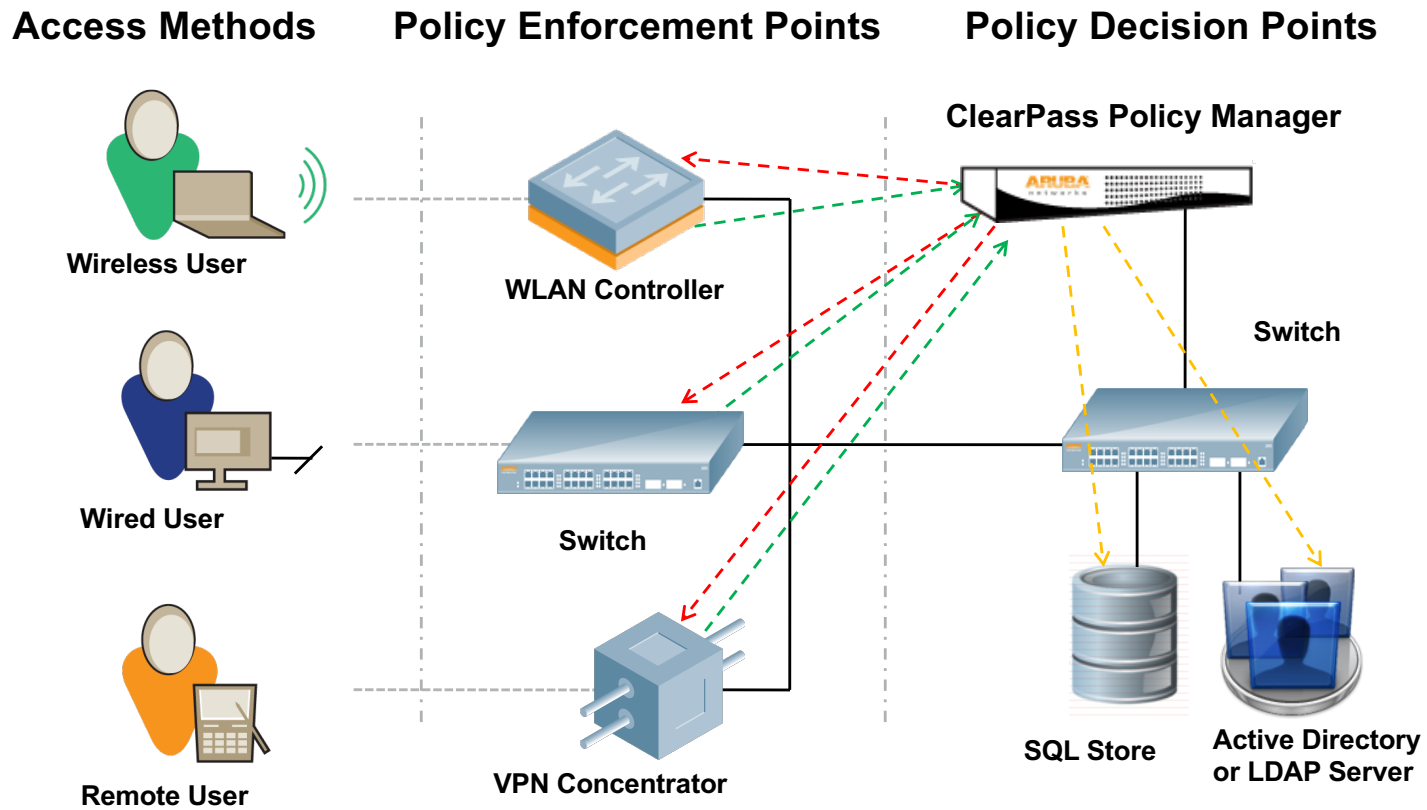 Access Methods
Policy Enforcement Points
Policy Decision Points
ClearPass Policy Manager
ARUBA
networks
Wireless User
WLAN Controller
Switch
Wired User
Switch
Remote User
VPN Concentrator
SQL Store
Active Directory
or LDAP Server